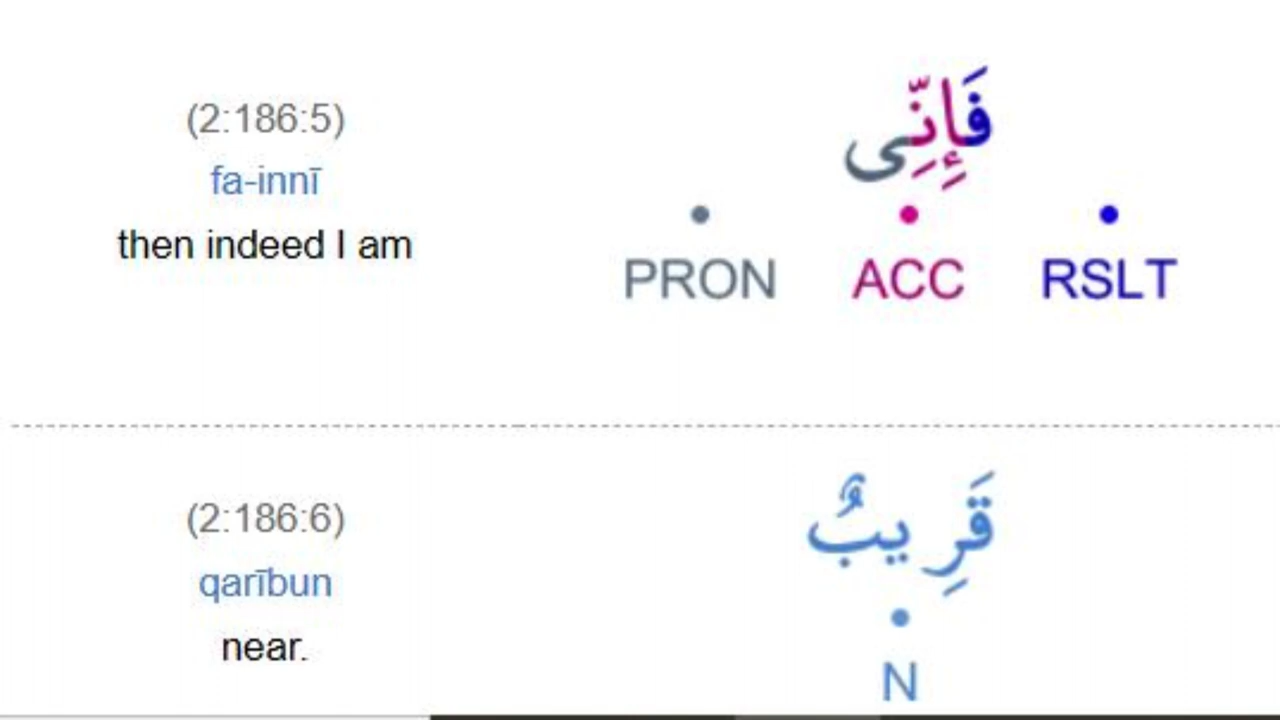 (2:186:5)
fa-innī
then indeed I am
فَإِنِّى
PRON ACC RSLT
(2:186:6)
qarībun
near.
قَرِيبٌ
N